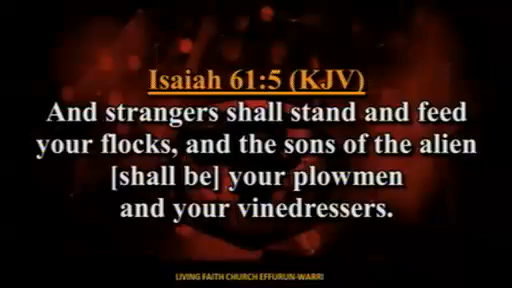 Isaiah 61:5 (KJV)
And strangers shall stand and feed
your flocks, and the sons of the alien
[shall be] your plowmen
and your vinedressers.
LIVING FAITH CHURCH EFFURUN-WARRI